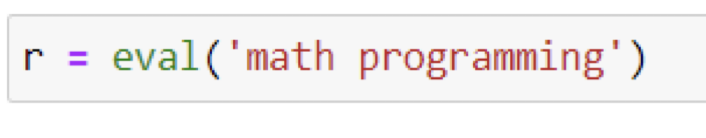 r = eval('math programming')